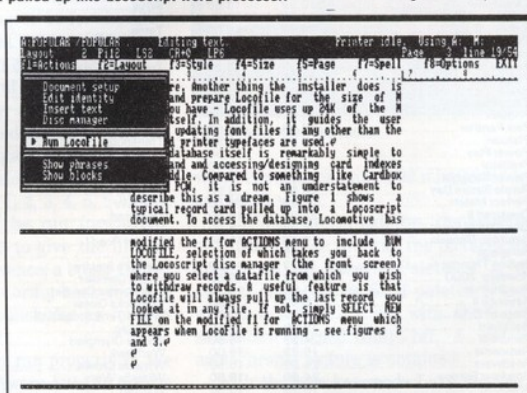 pulled up into LocoScript word processor.
A:POPULAR /POPULAR Editing text. Printer idle. Using A: M:
Layout 2 Pi12 LS2 CR+0 LP6 Page 3 line 19/54
f1=Actions f2=Layout f3=Style f4=Size f5=Page f7=Spell f8=Options EXIT
Document setup
Edit identity
Insert text
Disc manager
Run LocoFile
Show phrases
Show blocks
re. Another thing the installer does is
and prepare Locofile for the size of M
you have - Locofile uses up 24K of the M
itself. In addition, it guides the user
updating font files if any other than the
d printer typefaces are used.
database itself is remarkably simple to
and and accessing/designing card indexes
ddle. Compared to something like Cardbox
PCW, it is not an understatement to
describe this as a dream. Figure 1 shows a
typical record card pulled up into a Locoscript
document. To access the database, Locomotive has
modified the f1 for ACTIONS menu to include RUN
LOCOFILE, selection of which takes you back to
the Locoscript disc manager (the front screen)
where you select a datafile from which you wish
to withdraw records. A useful feature is that
Locofile will always pull up the last record you
looked at in any file. If not, simply SELECT NEW
FILE on the modified f1 for ACTIONS menu which
appears when Locofile is running - see figures 2
and 3.